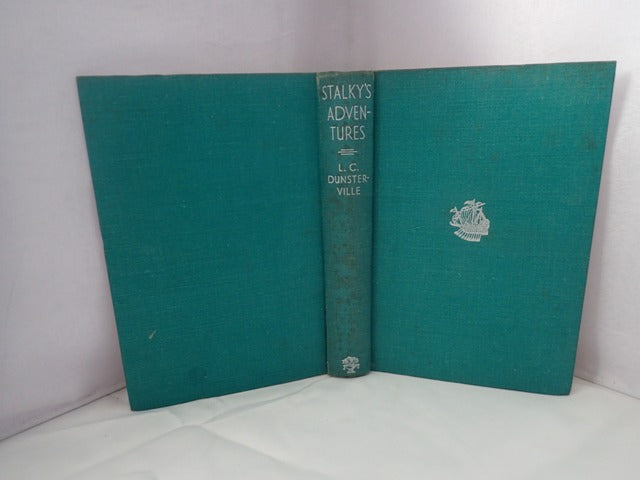 STALKY'S
ADVEN-
TURES
L. C.
DUNSTER-
VILLE